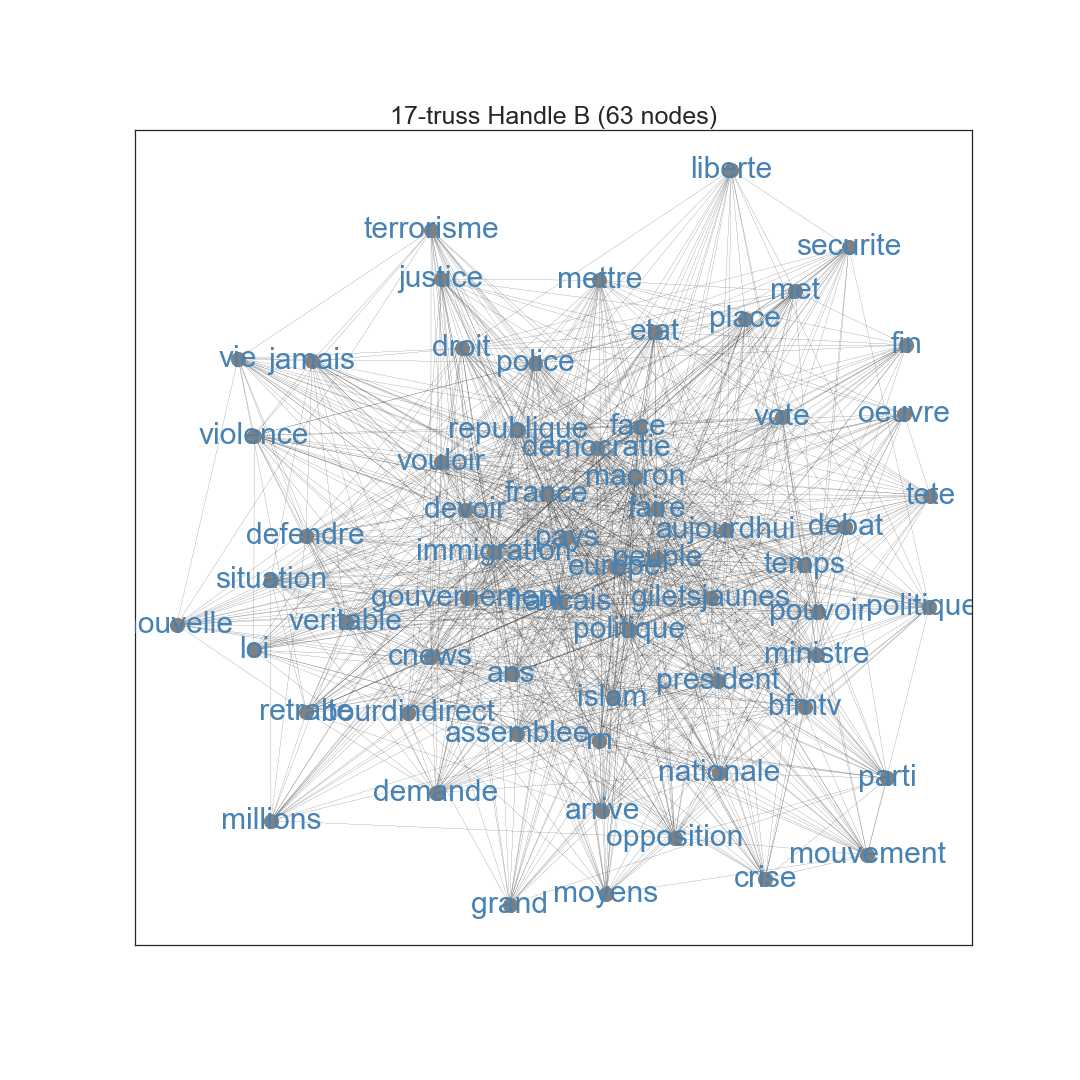 17-truss Handle B (63 nodes)
liberte
terrorisme
securite
justice
mettre
met
place
etat
fin
droit
police
vie
jamais
oeuvre
vote
violence
republique
face
democratie
vouloir
macron
france
tete
devoir
faire
aujourdhui
debat
defendre
pays
immigration
peuple
europe
temps
situation
gouvernement
francais
giletsjaunes
pouvoir
politique
ouvelle
veritable
politique
loi
cnews
ministre
ans
president
islam
bfmtv
retraite
bourdindirect
assemblee
rn
nationale
parti
demande
arrive
millions
opposition
mouvement
crise
moyens
grand